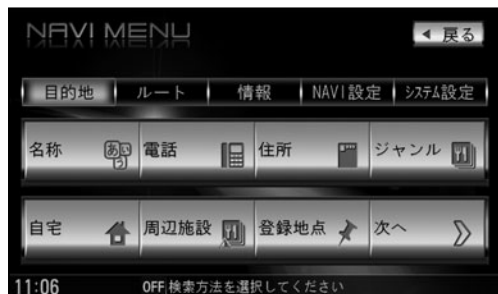 NAVI MENU
◀ 戻る
目的地 ルート 情報 NAVI設定 システム設定
名称 あいう 電話 住所 ジャンル
自宅 周辺施設 登録地点 次へ
11:06 OFF 検索方法を選択してください